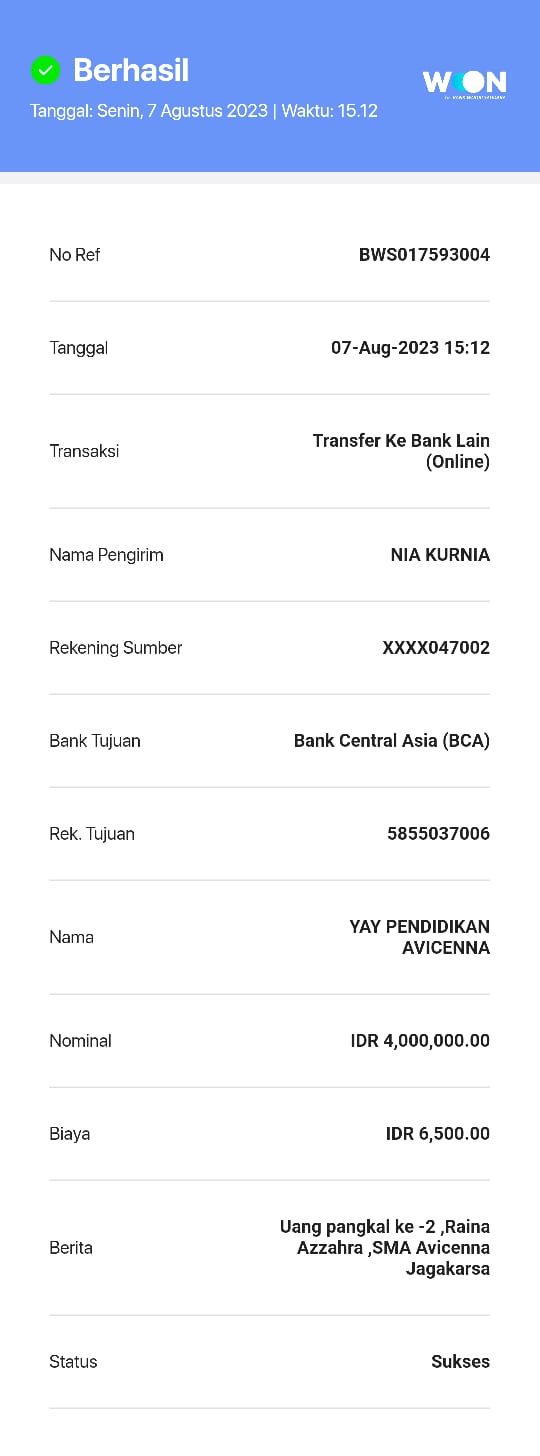 Berhasil
Tanggal: Senin, 7 Agustus 2023 | Waktu: 15.12
WON
No Ref BWS017593004
Tanggal 07-Aug-2023 15:12
Transaksi Transfer Ke Bank Lain
(Online)
Nama Pengirim NIA KURNIA
Rekening Sumber XXXX047002
Bank Tujuan Bank Central Asia (BCA)
Rek. Tujuan 5855037006
Nama YAY PENDIDIKAN
AVICENNA
Nominal IDR 4,000,000.00
Biaya IDR 6,500.00
Berita Uang pangkal ke -2 ,Raina
Azzahra ,SMA Avicenna
Jagakarsa
Status Sukses